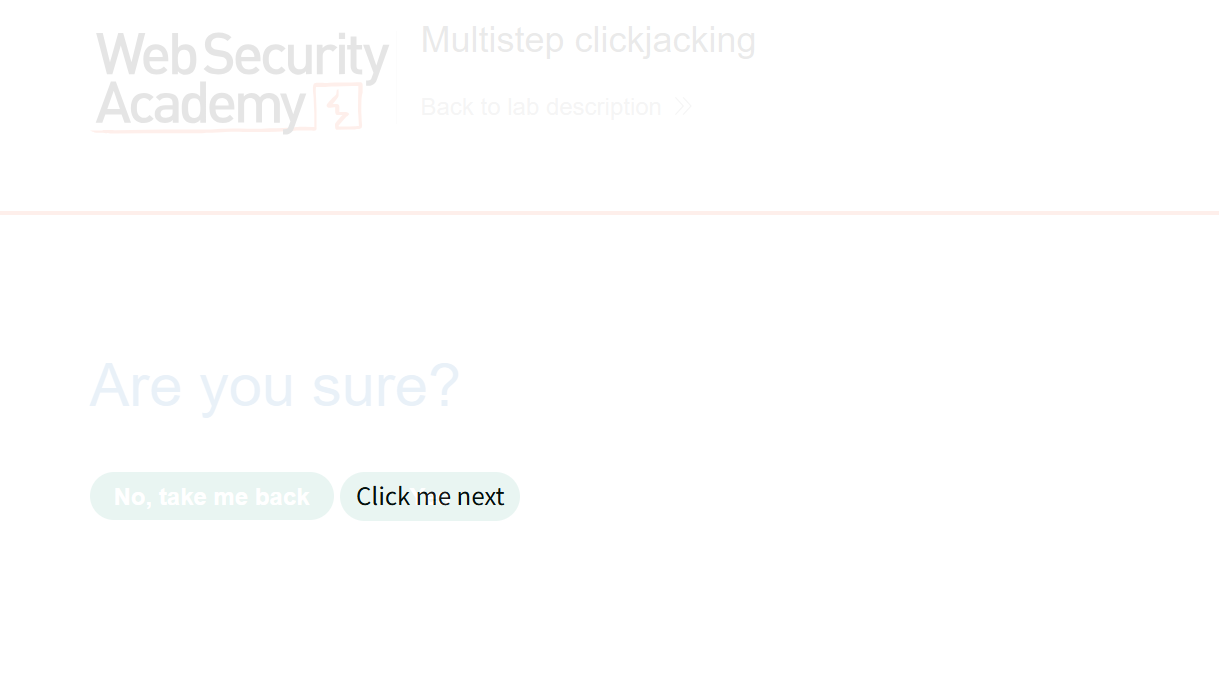 Web Security
Academy
Multistep clickjacking
Back to lab description
Are you sure?
No, take me back
Click me next